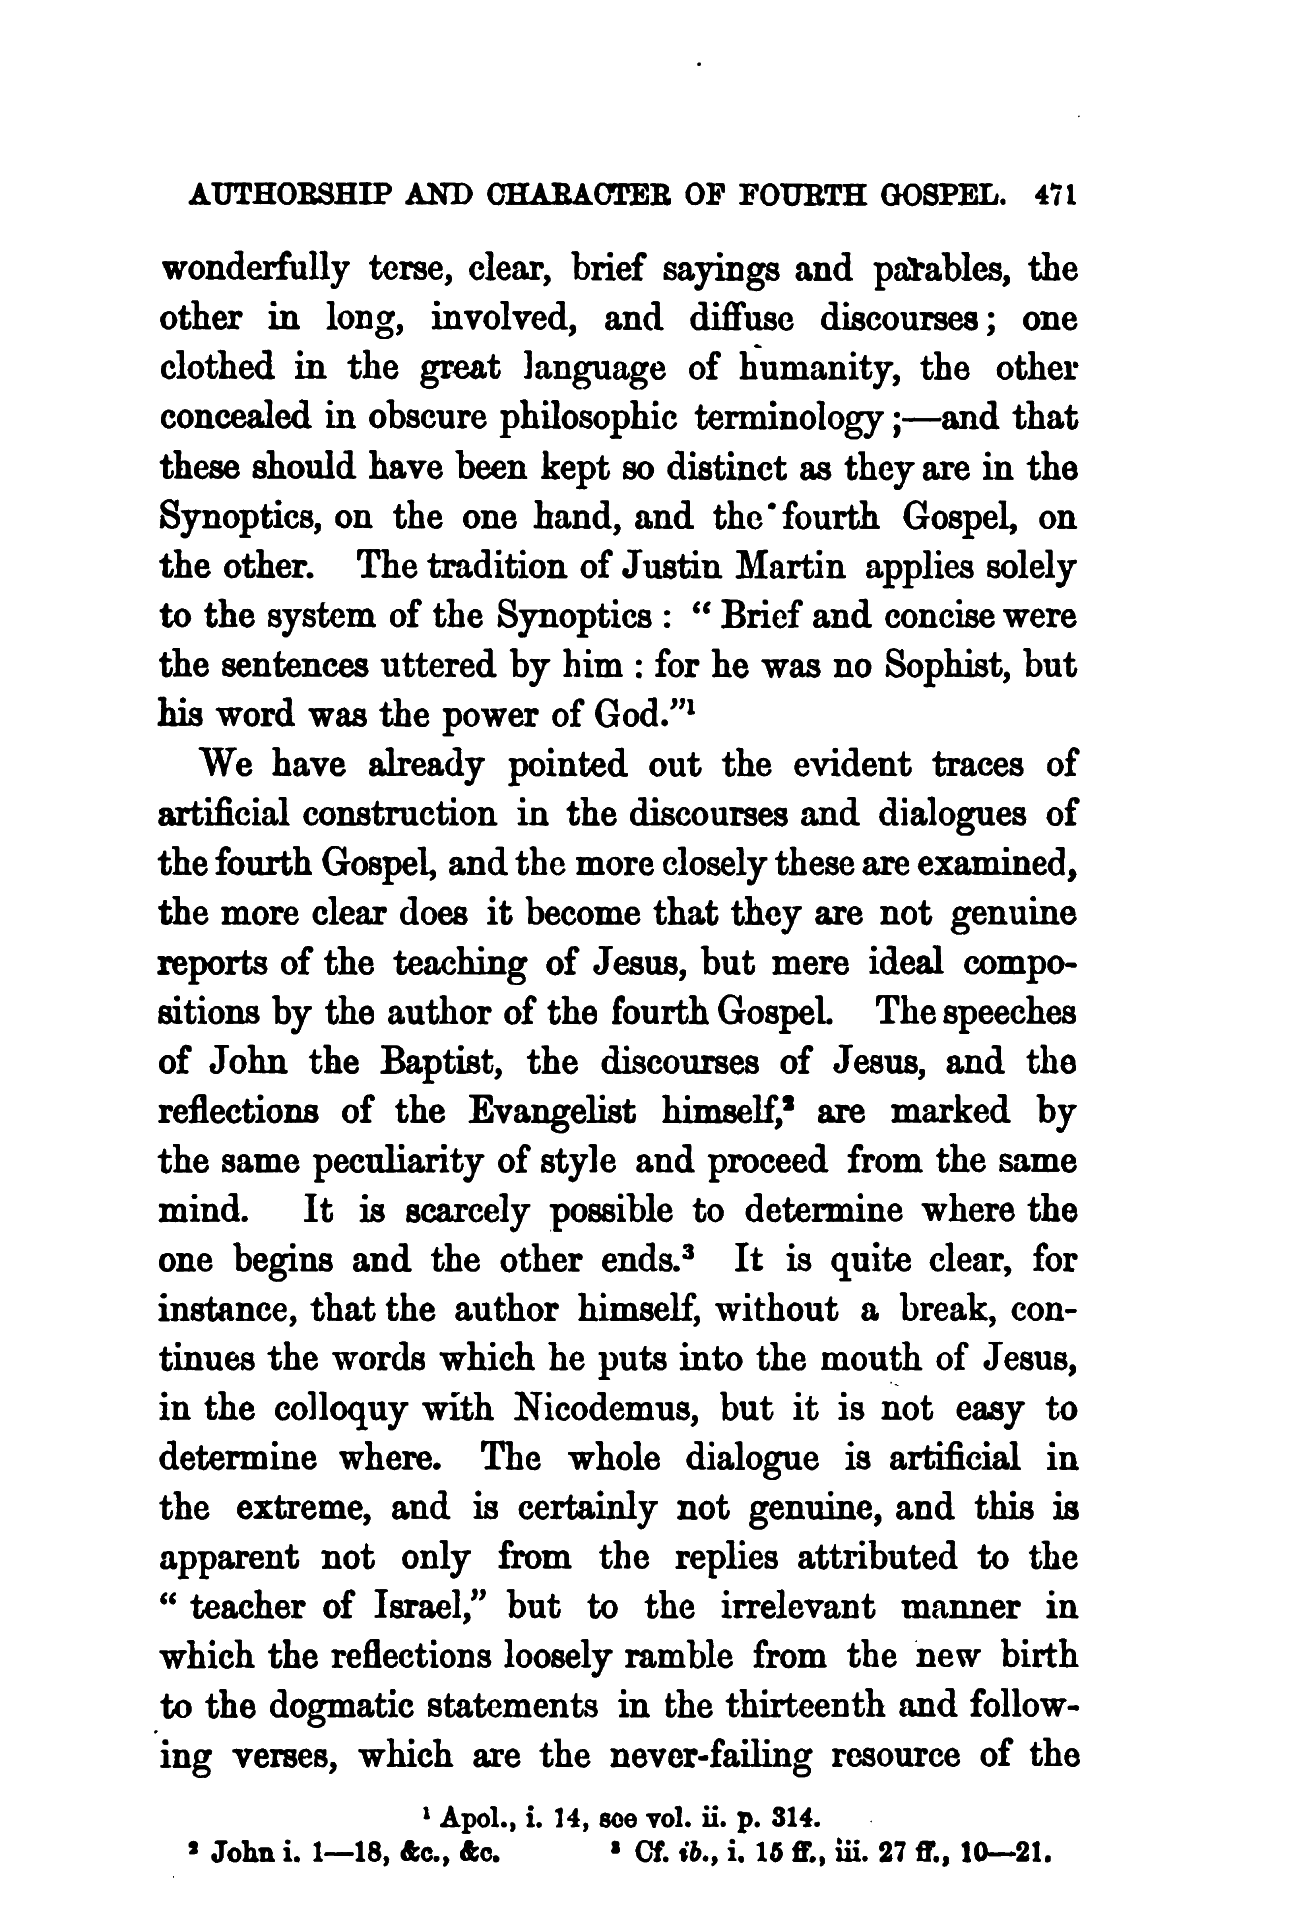 AUTHORSHIP AND CHARACTER OF FOURTH GOSPEL. 471
wonderfully terse, clear, brief sayings and parables, the
other in long, involved, and diffuse discourses; one
clothed in the great language of humanity, the other
concealed in obscure philosophic terminology;—and that
these should have been kept so distinct as they are in the
Synoptics, on the one hand, and the fourth Gospel, on
the other. The tradition of Justin Martin applies solely
to the system of the Synoptics : “ Brief and concise were
the sentences uttered by him : for he was no Sophist, but
his word was the power of God.”¹
We have already pointed out the evident traces of
artificial construction in the discourses and dialogues of
the fourth Gospel, and the more closely these are examined,
the more clear does it become that they are not genuine
reports of the teaching of Jesus, but mere ideal compo-
sitions by the author of the fourth Gospel. The speeches
of John the Baptist, the discourses of Jesus, and the
reflections of the Evangelist himself,² are marked by
the same peculiarity of style and proceed from the same
mind. It is scarcely possible to determine where the
one begins and the other ends.³ It is quite clear, for
instance, that the author himself, without a break, con-
tinues the words which he puts into the mouth of Jesus,
in the colloquy with Nicodemus, but it is not easy to
determine where. The whole dialogue is artificial in
the extreme, and is certainly not genuine, and this is
apparent not only from the replies attributed to the
“ teacher of Israel,” but to the irrelevant manner in
which the reflections loosely ramble from the new birth
to the dogmatic statements in the thirteenth and follow-
ing verses, which are the never-failing resource of the
¹ Apol., i. 14, see vol. ii. p. 314.
² John i. 1—18, &c., &c. ³ Cf. ib., i. 15 ff., iii. 27 ff., 10—21.